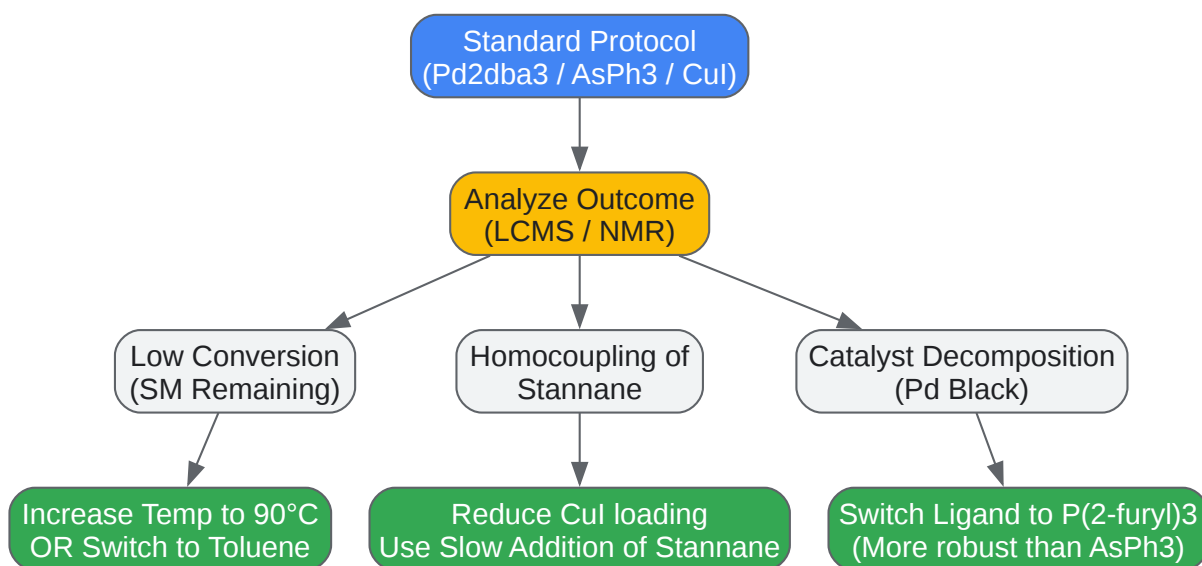 Standard Protocol
(Pd2dba3 / AsPh3 / CuI)
Analyze Outcome
(LCMS / NMR)
Low Conversion
(SM Remaining)
Homocoupling of
Stannane
Catalyst Decomposition
(Pd Black)
Increase Temp to 90°C
OR Switch to Toluene
Reduce CuI loading
Use Slow Addition of Stannane
Switch Ligand to P(2-furyl)3
(More robust than AsPh3)